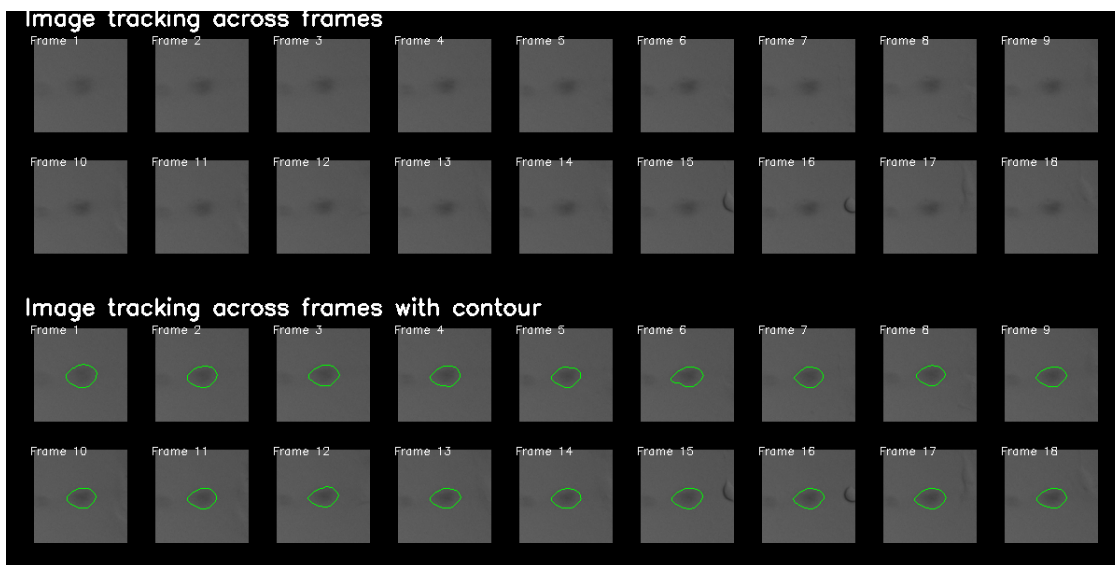 Image tracking across frames
Frame 1 Frame 2 Frame 3 Frame 4 Frame 5 Frame 6 Frame 7 Frame 8 Frame 9
Frame 10 Frame 11 Frame 12 Frame 13 Frame 14 Frame 15 Frame 16 Frame 17 Frame 18
Image tracking across frames with contour
Frame 1 Frame 2 Frame 3 Frame 4 Frame 5 Frame 6 Frame 7 Frame 8 Frame 9
Frame 10 Frame 11 Frame 12 Frame 13 Frame 14 Frame 15 Frame 16 Frame 17 Frame 18